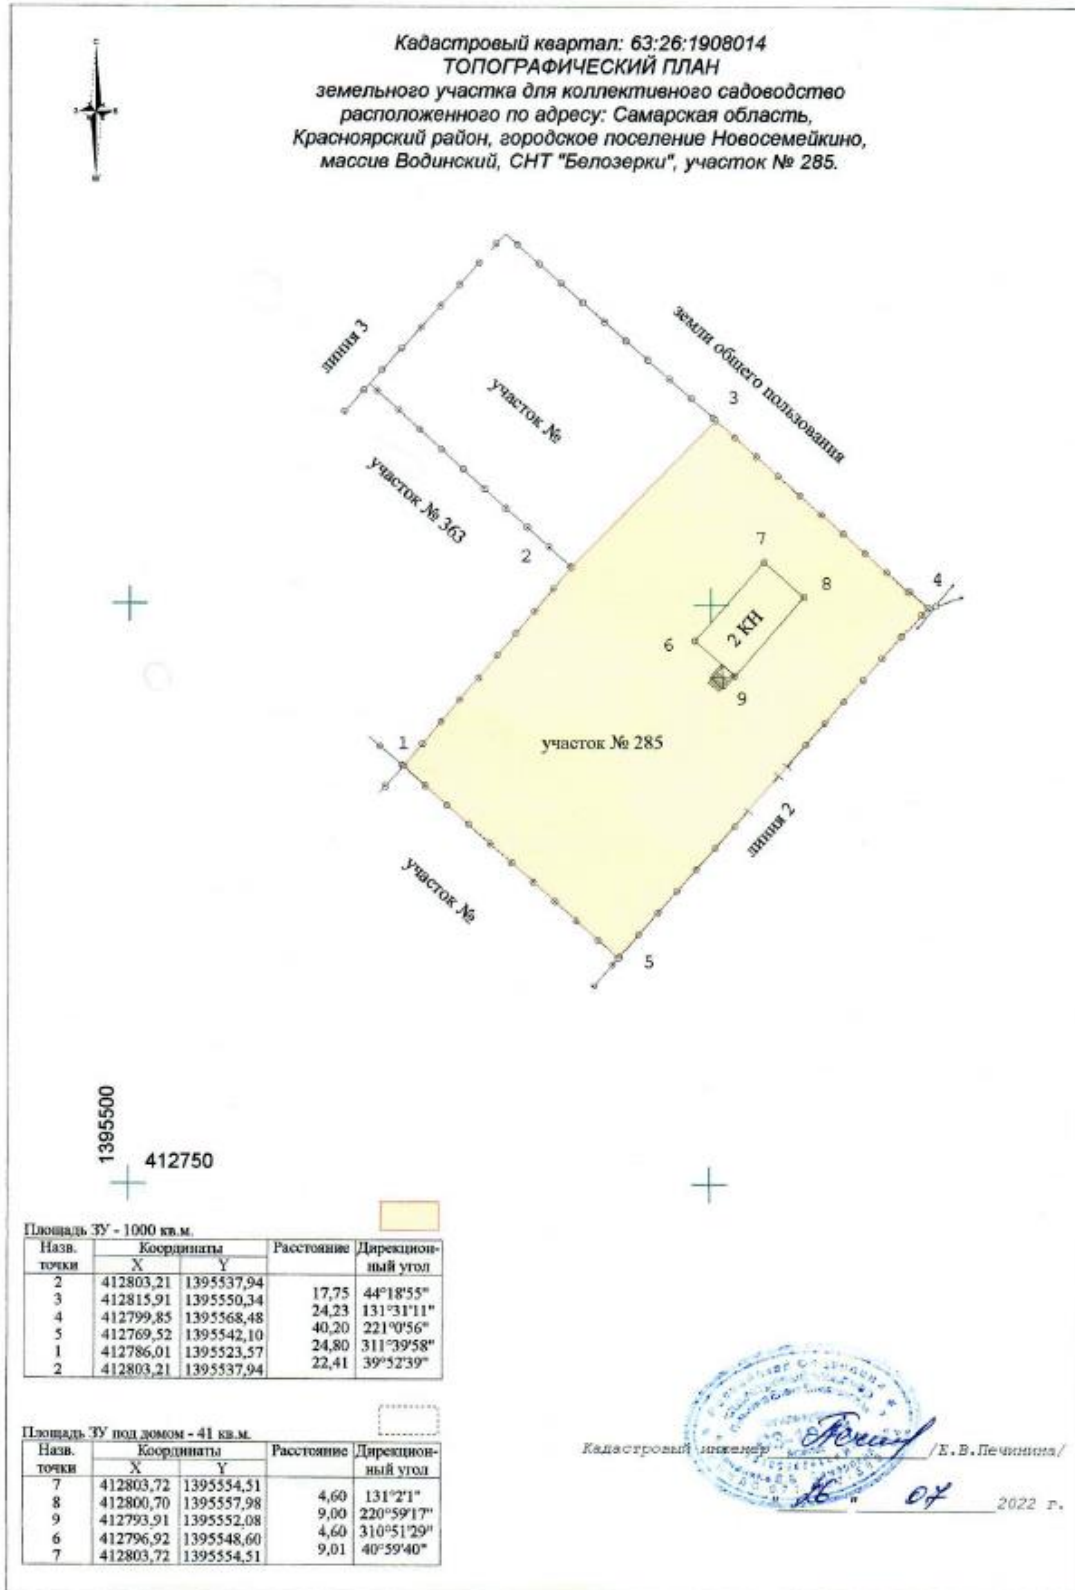 Кадастровый квартал: 63:26:1908014
ТОПОГРАФИЧЕСКИЙ ПЛАН
земельного участка для коллективного садоводство
расположенного по адресу: Самарская область,
Красноярский район, городское поселение Новосемейкино,
массив Водинский, СНТ "Белозерки", участок № 285.
линия 3
земли общего пользования
участок №
3
участок № 363
2
7
4
8
6
2 КН
9
1
участок № 285
линия 2
участок №
5
1395500
412750
Площадь ЗУ - 1000 кв.м.
Назв. точки Координаты X Y Расстояние Дирекцион-ный угол
2 412803,21 1395537,94
17,75 44°18'55"
3 412815,91 1395550,34
24,23 131°31'11"
4 412799,85 1395568,48
40,20 221°0'56"
5 412769,52 1395542,10
24,80 311°39'58"
1 412786,01 1395523,57
22,41 39°52'39"
2 412803,21 1395537,94
Площадь ЗУ под домом - 41 кв.м.
Назв. точки Координаты X Y Расстояние Дирекцион-ный угол
7 412803,72 1395554,51
4,60 131°2'1"
8 412800,70 1395557,98
9,00 220°59'17"
9 412793,91 1395552,08
4,60 310°51'29"
6 412796,92 1395548,60
9,01 40°59'40"
7 412803,72 1395554,51
Кадастровый инженер /Е.В.Печинина/
" 26 " 07 2022 г.